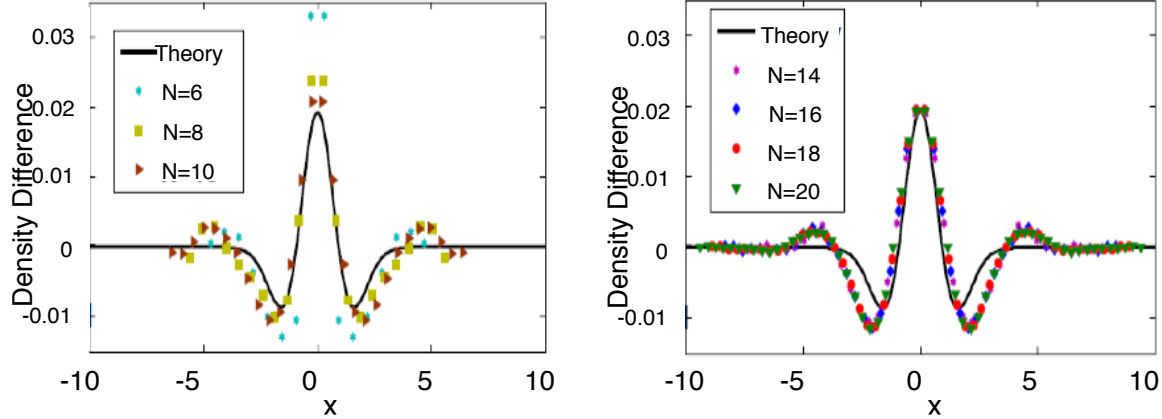 0.03
Theory
N=6
0.02
N=8
N=10
0.01
0
-0.01
Density Difference
-10
-5
0
5
10
x
0.03
Theory
N=14
0.02
N=16
N=18
0.01
N=20
0
-0.01
Density Difference
-10
-5
0
5
10
x